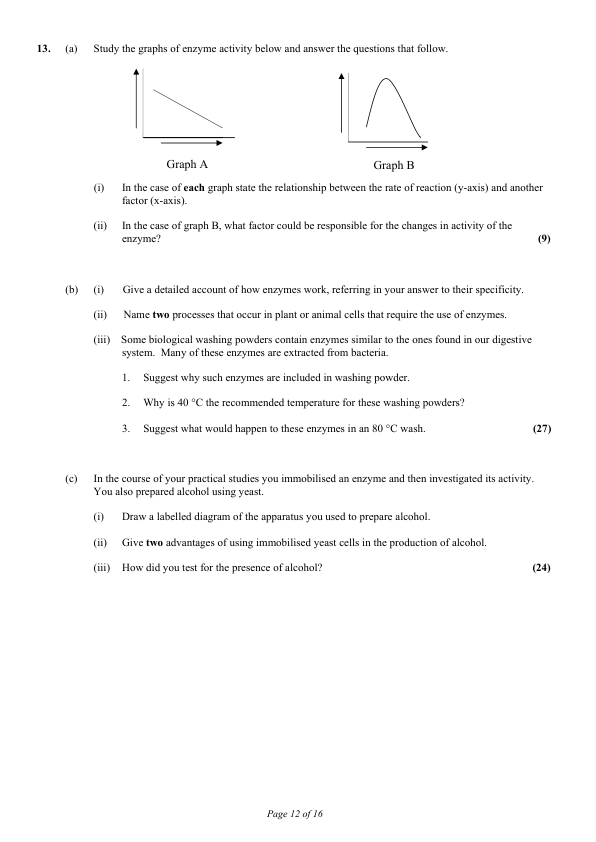 13. (a) Study the graphs of enzyme activity below and answer the questions that follow.
Graph A
Graph B
(i) In the case of each graph state the relationship between the rate of reaction (y-axis) and another
factor (x-axis).
(ii) In the case of graph B, what factor could be responsible for the changes in activity of the
enzyme? (9)
(b) (i) Give a detailed account of how enzymes work, referring in your answer to their specificity.
(ii) Name two processes that occur in plant or animal cells that require the use of enzymes.
(iii) Some biological washing powders contain enzymes similar to the ones found in our digestive
system. Many of these enzymes are extracted from bacteria.
1. Suggest why such enzymes are included in washing powder.
2. Why is 40 °C the recommended temperature for these washing powders?
3. Suggest what would happen to these enzymes in an 80 °C wash. (27)
(c) In the course of your practical studies you immobilised an enzyme and then investigated its activity.
You also prepared alcohol using yeast.
(i) Draw a labelled diagram of the apparatus you used to prepare alcohol.
(ii) Give two advantages of using immobilised yeast cells in the production of alcohol.
(iii) How did you test for the presence of alcohol? (24)
Page 12 of 16